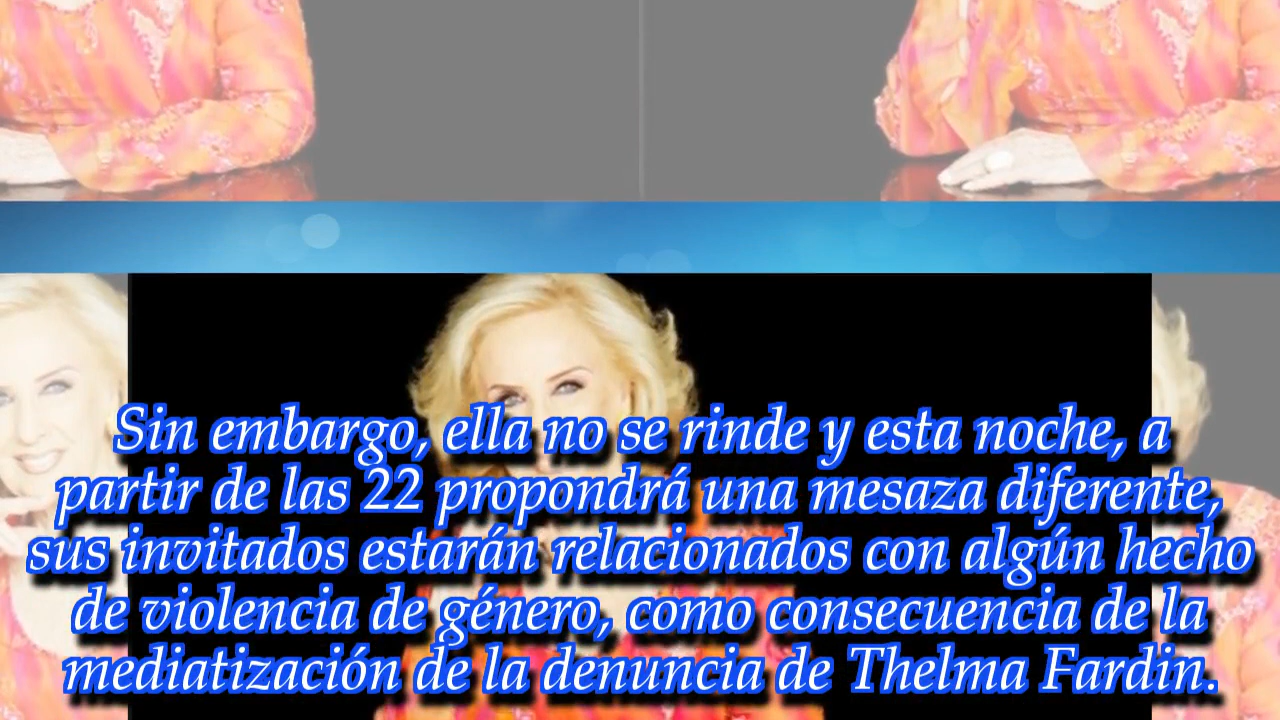 Sin embargo, ella no se rinde y esta noche, a
partir de las 22 propondrá una mesaza diferente,
sus invitados estarán relacionados con algún hecho
de violencia de género, como consecuencia de la
mediatización de la denuncia de Thelma Fardin.